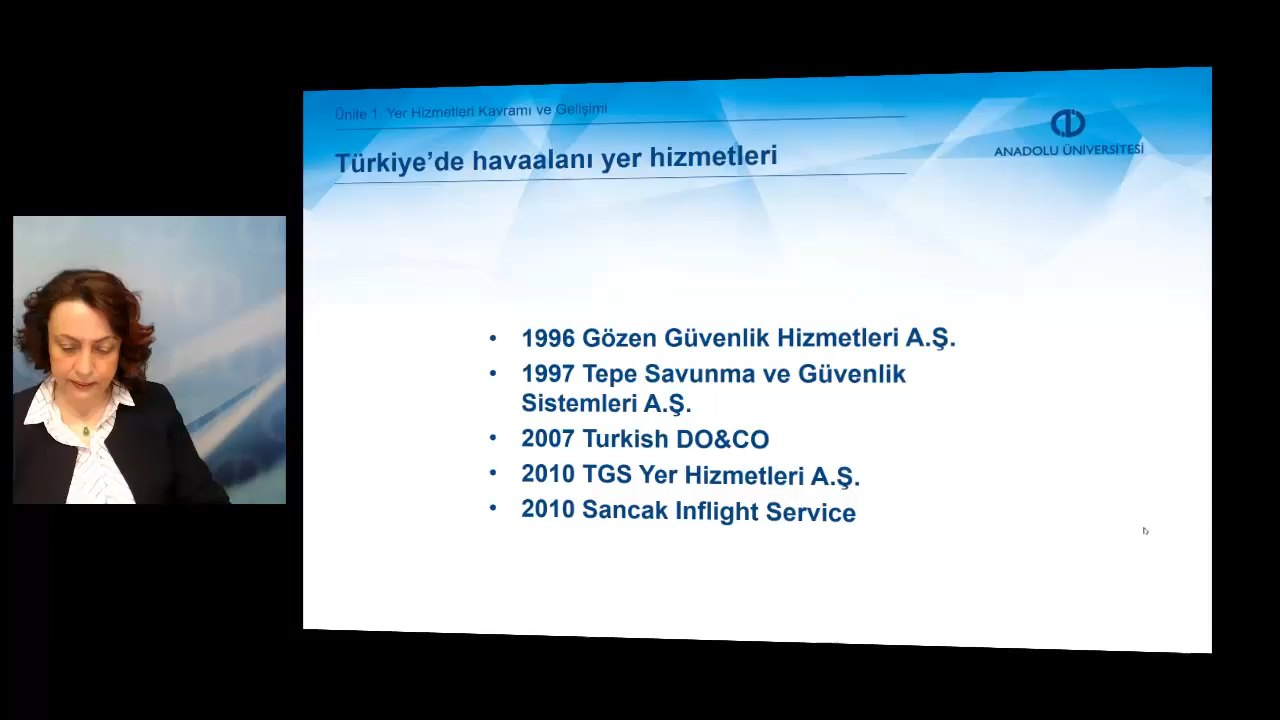 Ünite 1. Yer Hizmetleri Kavramı ve Gelişimi
Türkiye’de havaalanı yer hizmetleri
ANADOLU ÜNİVERSİTESİ
• 1996 Gözen Güvenlik Hizmetleri A.Ş.
• 1997 Tepe Savunma ve Güvenlik
Sistemleri A.Ş.
• 2007 Turkish DO&CO
• 2010 TGS Yer Hizmetleri A.Ş.
• 2010 Sancak Inflight Service